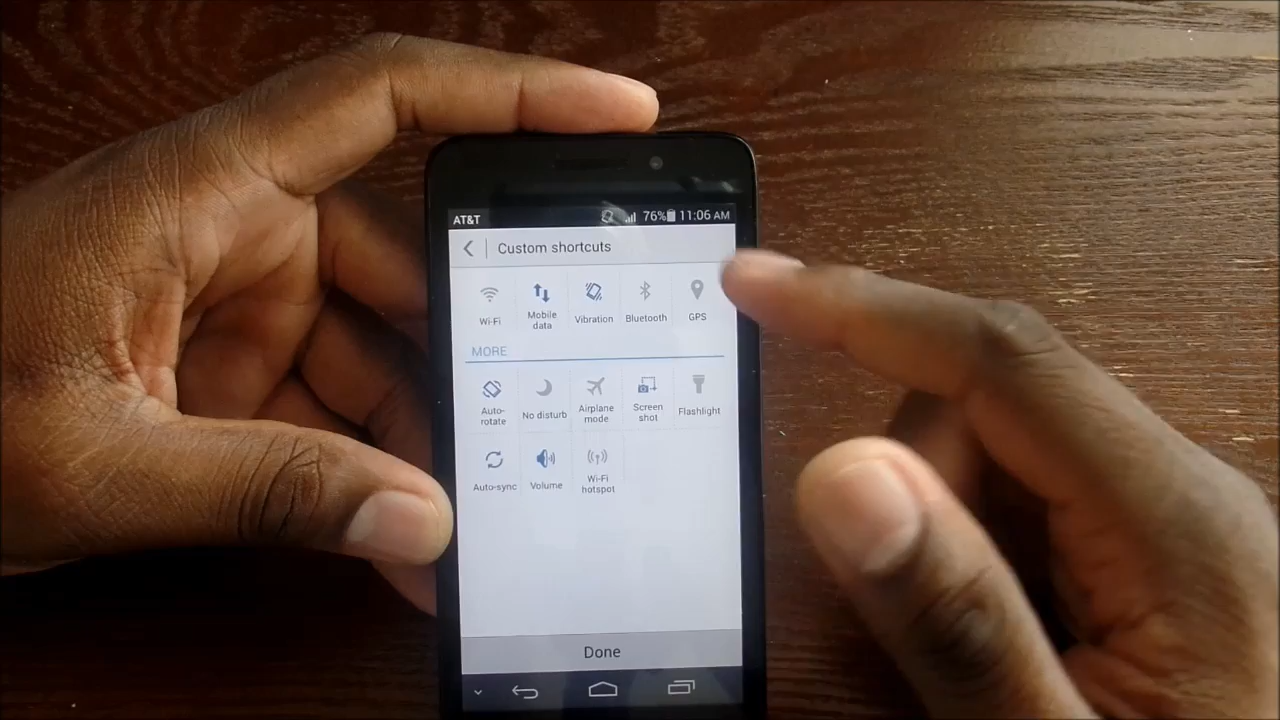 AT&T 76% 11:06 AM
Custom shortcuts
Wi-Fi
Mobile
data
Vibration
Bluetooth
GPS
MORE
Auto-
rotate
No disturb
Airplane
mode
Screen
shot
Flashlight
Auto-sync
Volume
Wi-Fi
hotspot
Done